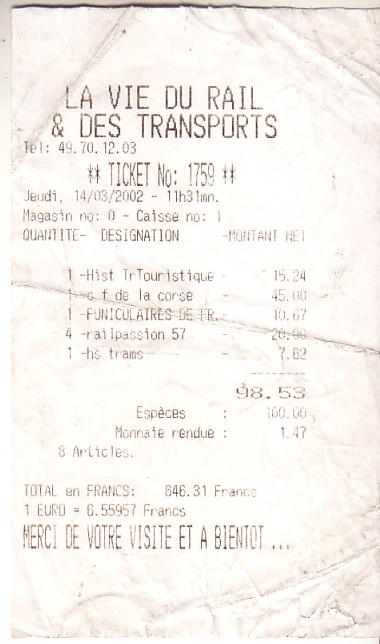 LA VIE DU RAIL
& DES TRANSPORTS
Tel: 49.70.12.03
** TICKET No: 1759 **
Jeudi, 14/03/2002 - 11h31mn.
Magasin no: 0 - Caisse no: 1
QUANTITE- DESIGNATION -MONTANT NET
1 -Hist TrTouristique - 15.24
1 -c f de la corse - 45.00
1 -FUNICULAIRES DE FR.- 10.67
4 -railpassion 57 - 20.00
1 -hs trams - 7.62
--------
98.53
Espèces : 100.00
Monnaie rendue : 1.47
8 Articles.
TOTAL en FRANCS: 646.31 Francs
1 EURO = 6.55957 Francs
MERCI DE VOTRE VISITE ET A BIENTOT ...